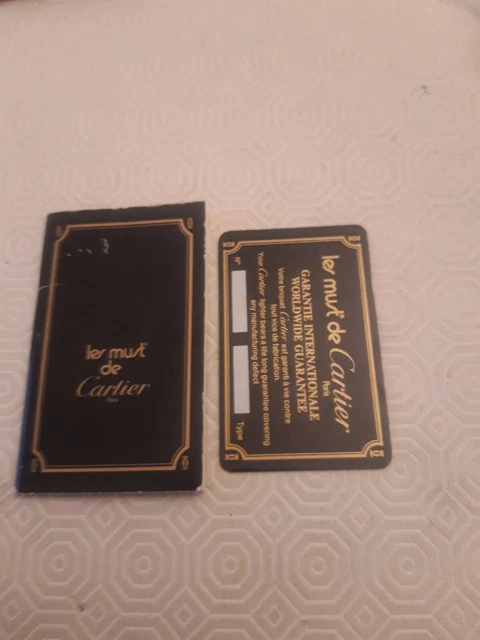 les must
de
Cartier
Paris
les must de Cartier
Paris
GARANTIE INTERNATIONALE
WORLDWIDE GUARANTEE
Votre briquet Cartier est garanti à vie contre
tout vice de fabrication.
Your Cartier lighter bears a life long guarantee covering
any manufacturing defect
N° Type